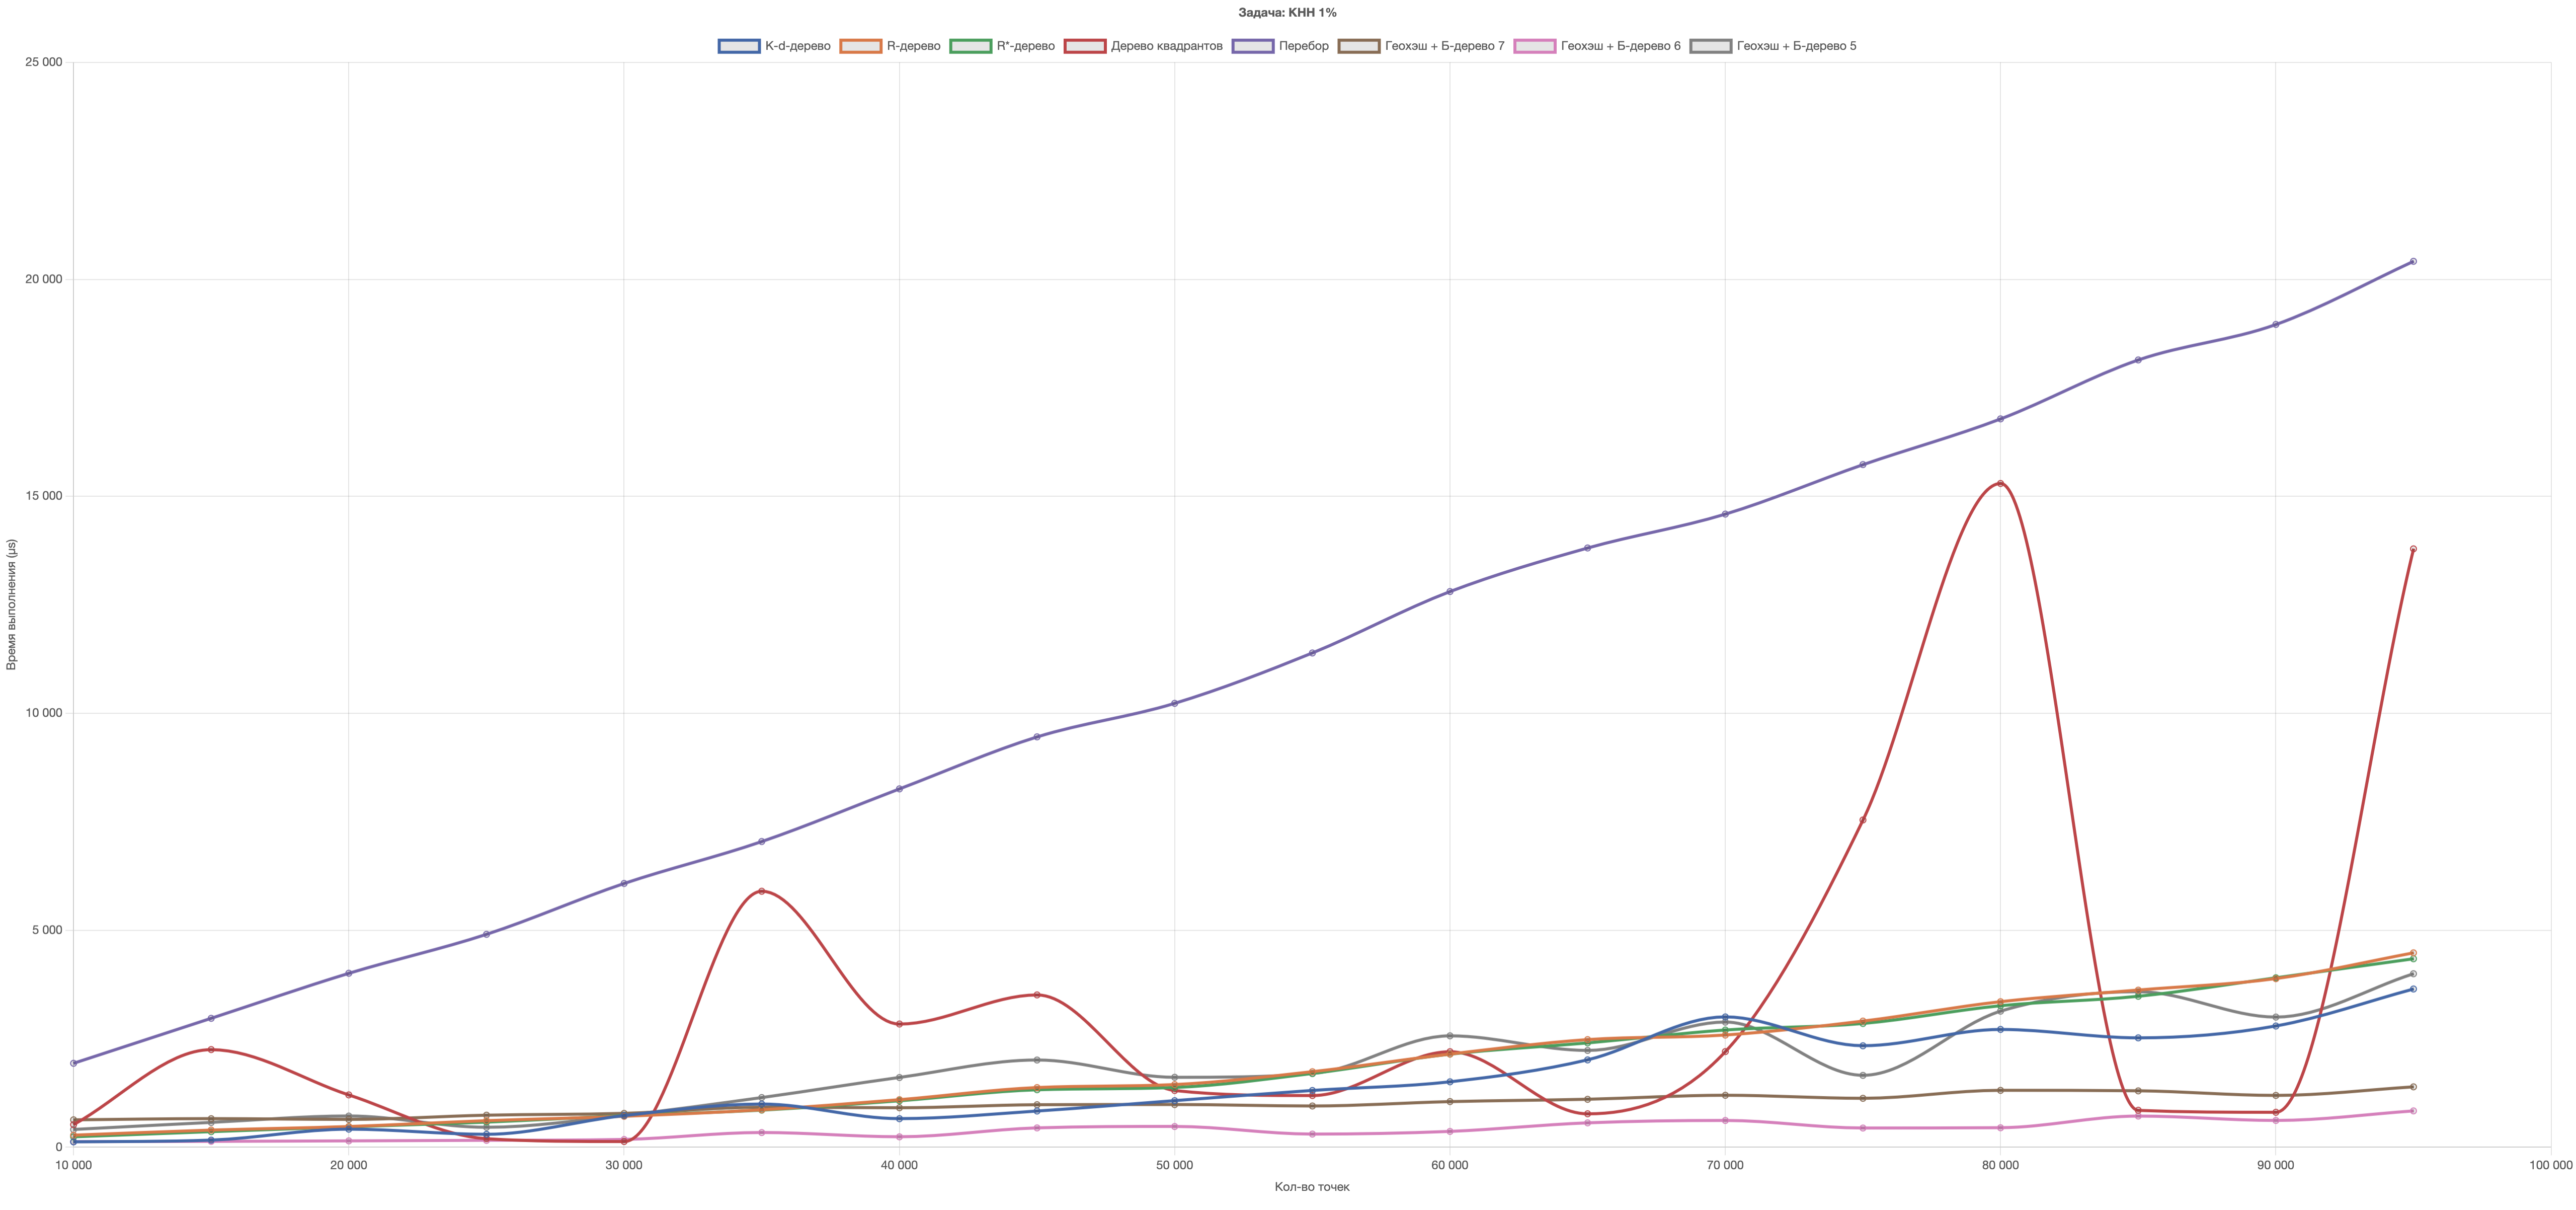 Задача: КНН 1%
К-d-дерево R-дерево R*-дерево Дерево квадрантов Перебор Геохэш + Б-дерево 7 Геохэш + Б-дерево 6 Геохэш + Б-дерево 5
25 000
20 000
15 000
10 000
5 000
0
Время выполнения (μs)
10 000 20 000 30 000 40 000 50 000 60 000 70 000 80 000 90 000 100 000
Кол-во точек